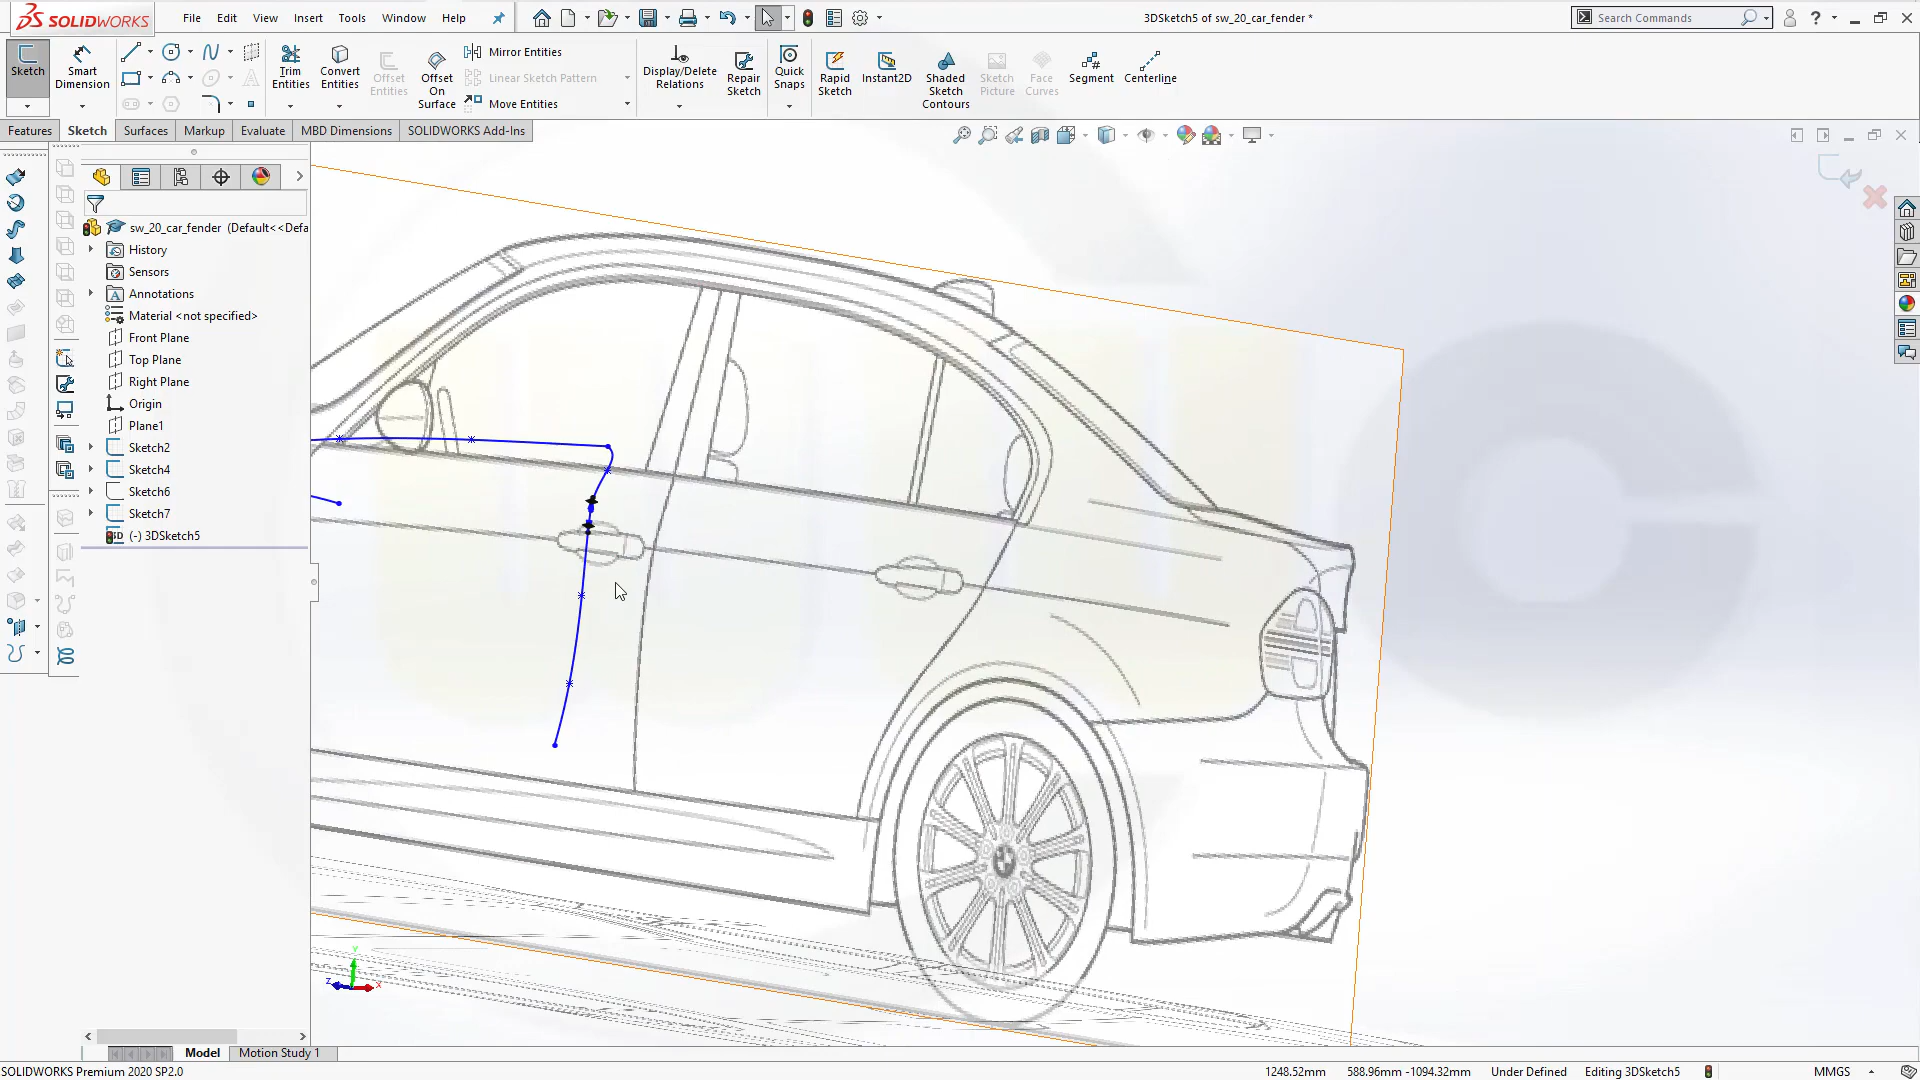 SOLIDWORKS
File Edit View Insert Tools Window Help
3DSketch5 of sw_20_car_fender *
Search Commands
Sketch
Smart Dimension
Trim Entities
Convert Entities
Offset Entities
Offset On Surface
Mirror Entities
Linear Sketch Pattern
Move Entities
Display/Delete Relations
Repair Sketch
Quick Snaps
Rapid Sketch
Instant2D
Shaded Sketch Contours
Sketch Picture
Face Curves
Segment
Centerline
Features Sketch Surfaces Markup Evaluate MBD Dimensions SOLIDWORKS Add-Ins
sw_20_car_fender (Default<<Defa
History
Sensors
Annotations
Material <not specified>
Front Plane
Top Plane
Right Plane
Origin
Plane1
Sketch2
Sketch4
Sketch6
Sketch7
(-) 3DSketch5
Y
Z
X
Model Motion Study 1
SOLIDWORKS Premium 2020 SP2.0
1248.52mm 588.96mm -1094.32mm Under Defined Editing 3DSketch5 MMGS